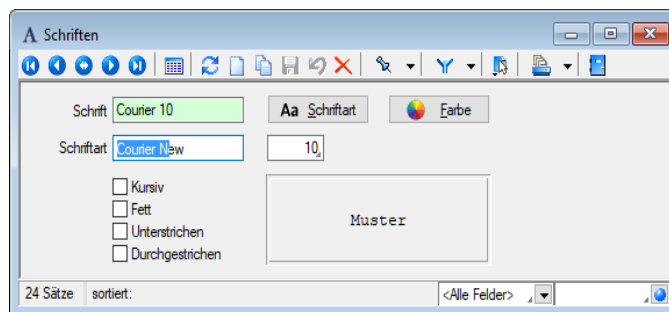 A Schriften
Schrift Courier 10 Aa Schriftart Farbe
Schriftart Courier New 10
Kursiv
Fett
Unterstrichen
Durchgestrichen
Muster
24 Sätze sortiert: <Alle Felder>